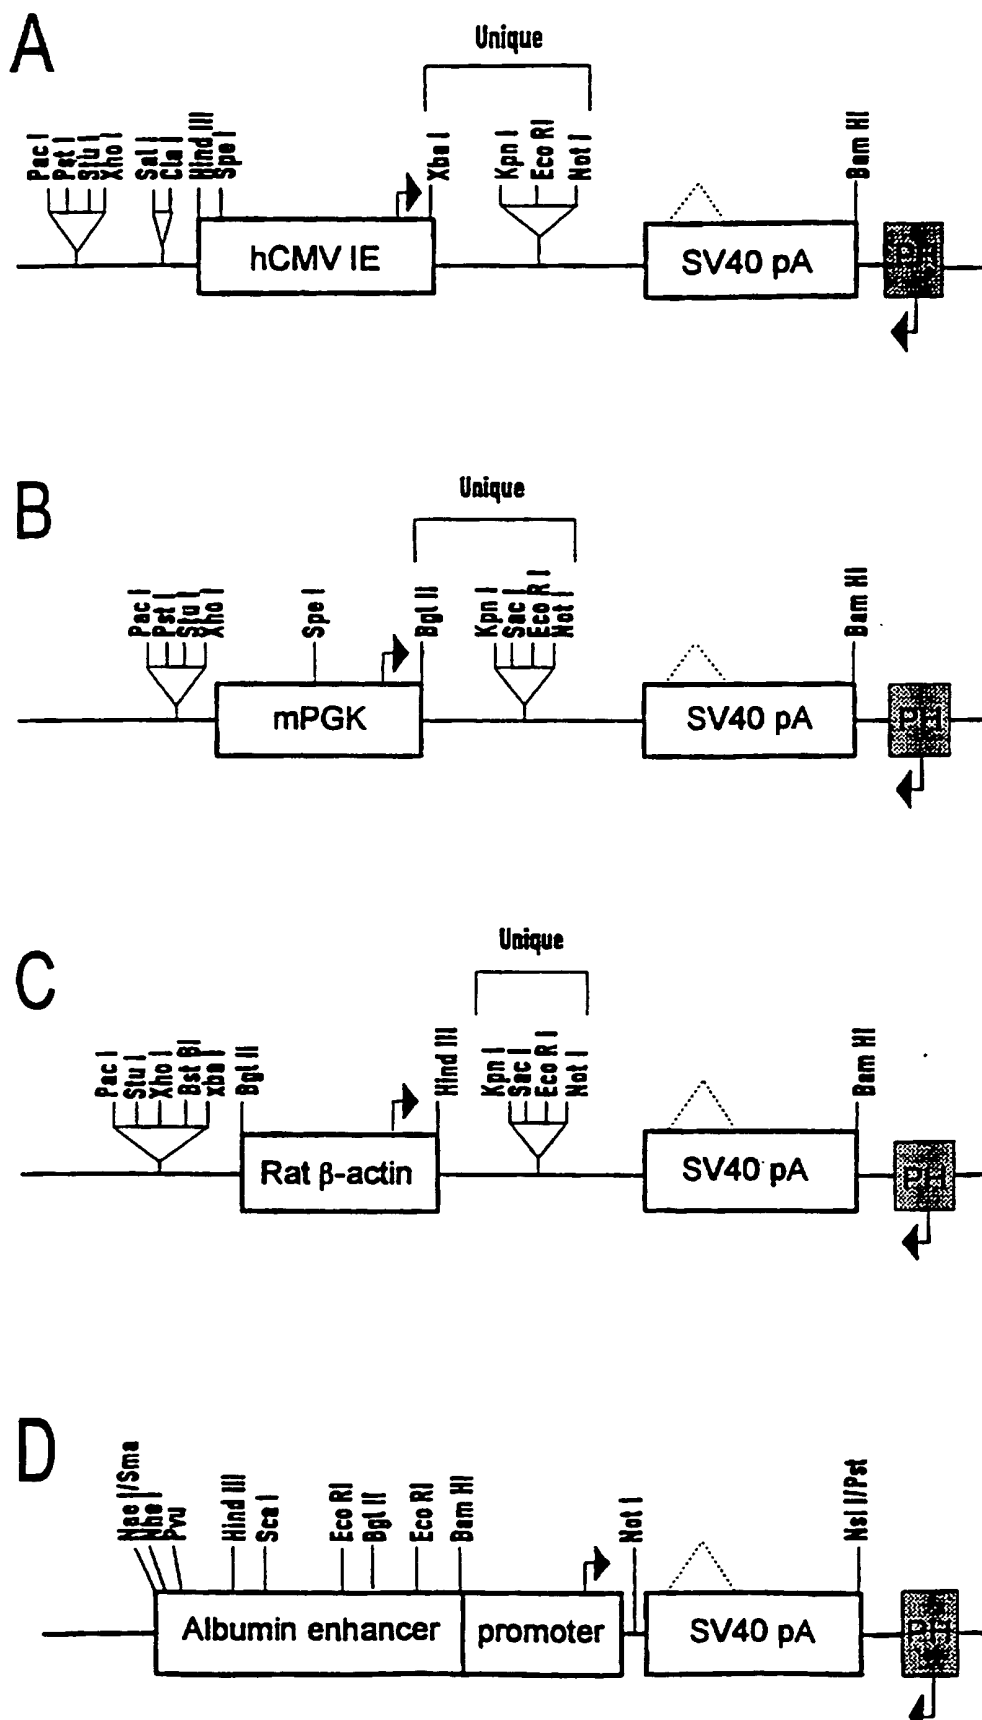 A
Unique
Pac I
Pst I
Stu I
Xho I
Sal I
Cla I
Hind III
Spe I
Xba I
Kpn I
Eco RI
Not I
Bam HI
hCMV IE
SV40 pA
PH
B
Unique
Pac I
Pst I
Stu I
Xho I
Spe I
Bgl II
Kpn I
Sac I
Eco R I
Not I
Bam HI
mPGK
SV40 pA
PH
C
Unique
Pac I
Stu I
Xho I
Bst BI
Xba I
Bgl II
Hind III
Kpn I
Sac I
Eco R I
Not I
Bam HI
Rat β-actin
SV40 pA
PH
D
Nae I/Sma
Nhe I
Pvu
Hind III
Sca I
Eco RI
Bgl II
Eco RI
Bam HI
Not I
Nsi I/Pst
Albumin enhancer
promoter
SV40 pA
PH